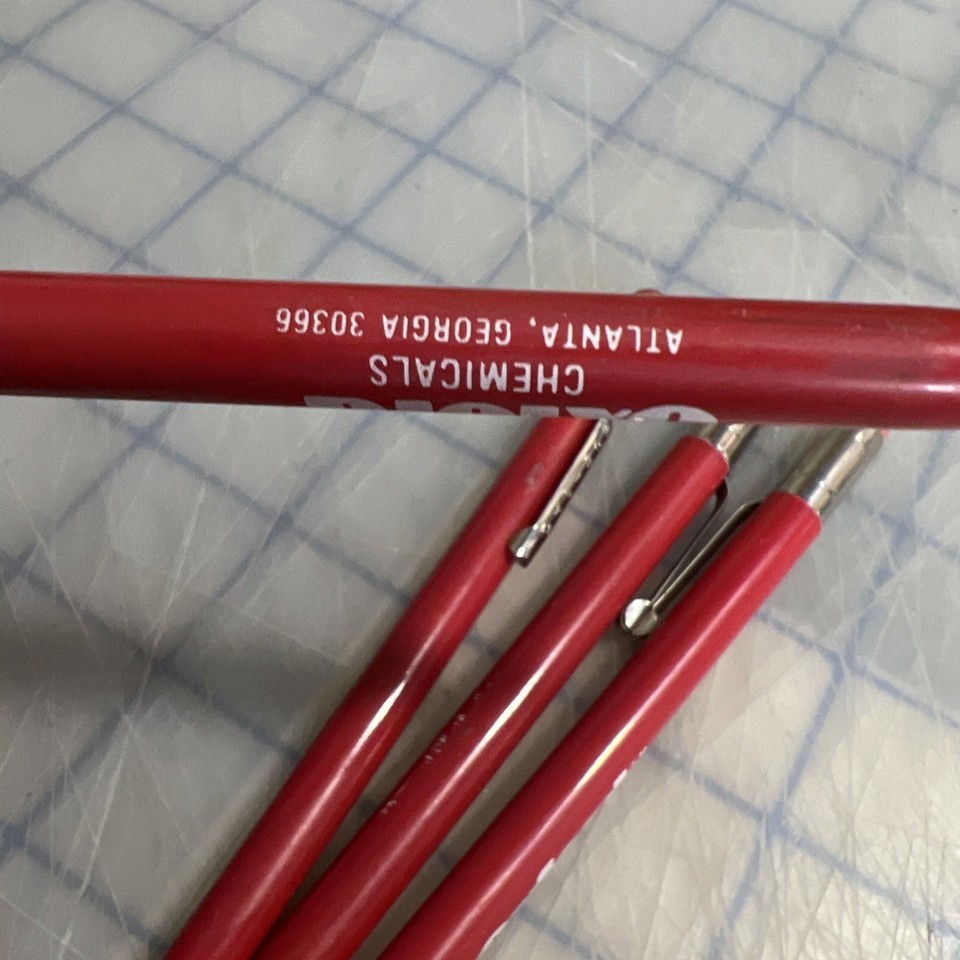 CHEMICALS
ATLANTA, GEORGIA 30366